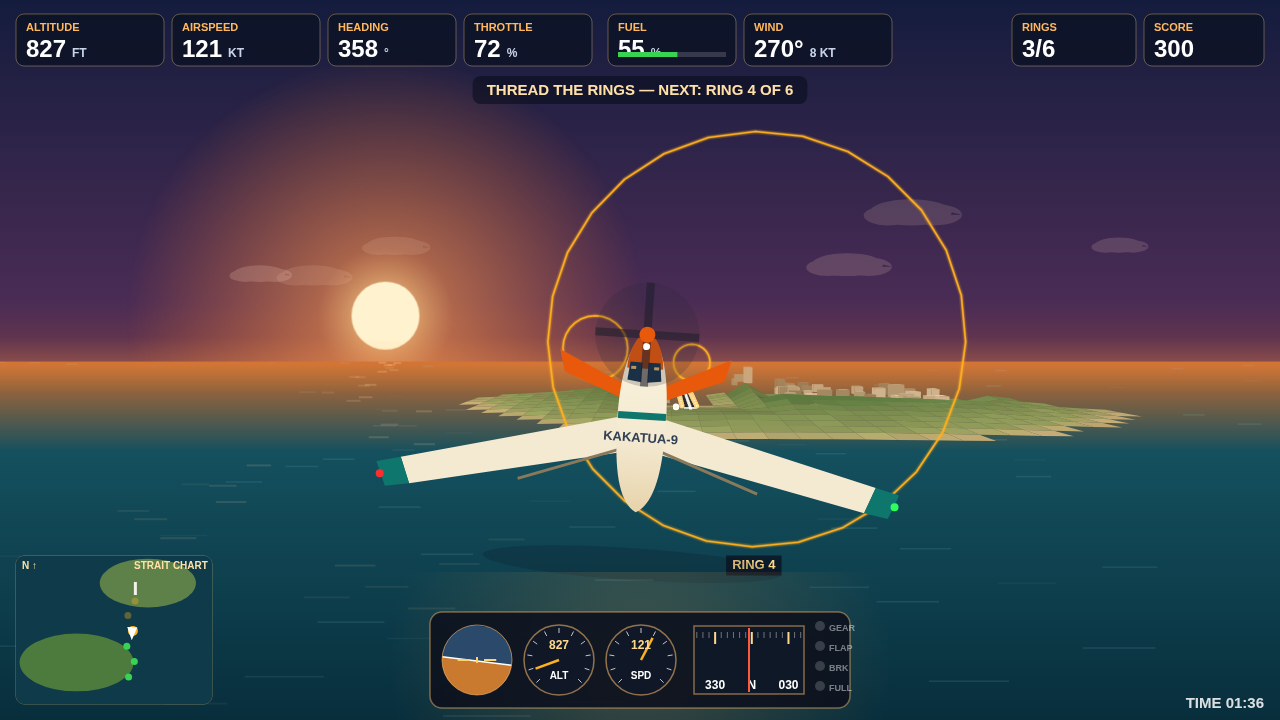 ALTITUDE
827 FT
AIRSPEED
121 KT
HEADING
358 °
THROTTLE
72 %
FUEL
55 %
WIND
270° 8 KT
RINGS
3/6
SCORE
300
THREAD THE RINGS — NEXT: RING 4 OF 6
KAKATUA-9
RING 4
N ↑
STRAIT CHART
827
ALT
121
SPD
330 N 030
GEAR
FLAP
BRK
FULL
TIME 01:36